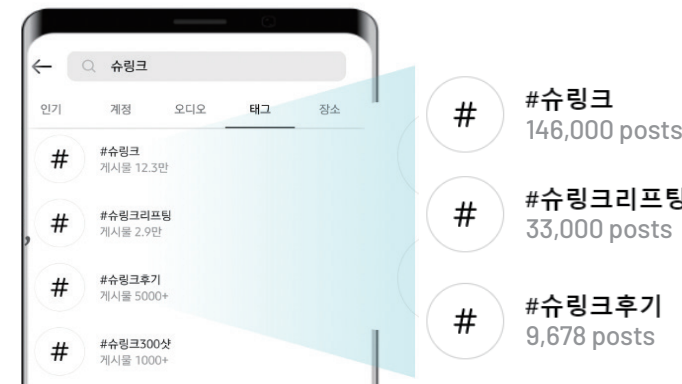 슈링크
인기 계정 오디오 태그 장소
# #슈링크
게시물 12.3만
# #슈링크리프팅
게시물 2.9만
# #슈링크후기
게시물 5000+
# #슈링크300샷
게시물 1000+
# #슈링크
146,000 posts
# #슈링크리프팅
33,000 posts
# #슈링크후기
9,678 posts